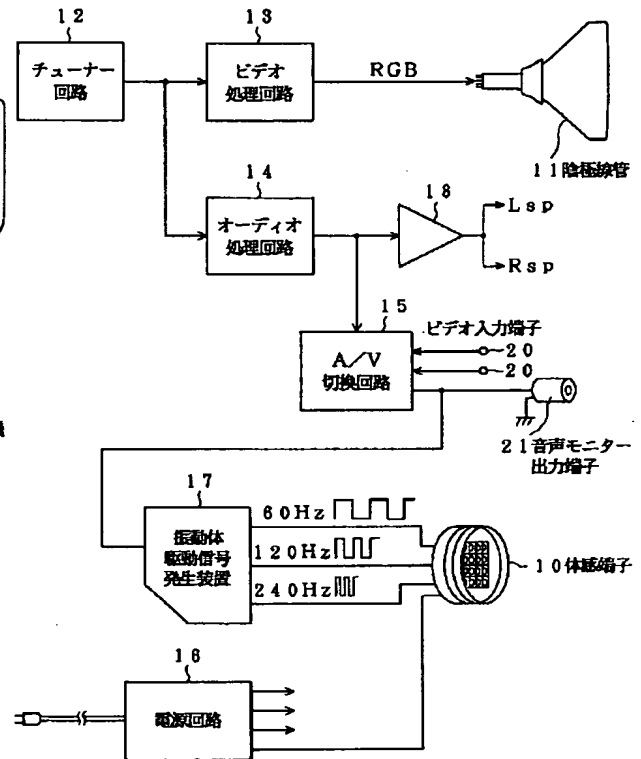 12
チューナー
回路
13
ビデオ
処理回路
RGB
11陰極線管
14
オーディオ
処理回路
18
Lsp
Rsp
15
A/V
切換回路
ビデオ入力端子
20
20
21音声モニター
出力端子
17
振動体
駆動信号
発生装置
60Hz
120Hz
240Hz
10体感端子
16
電源回路